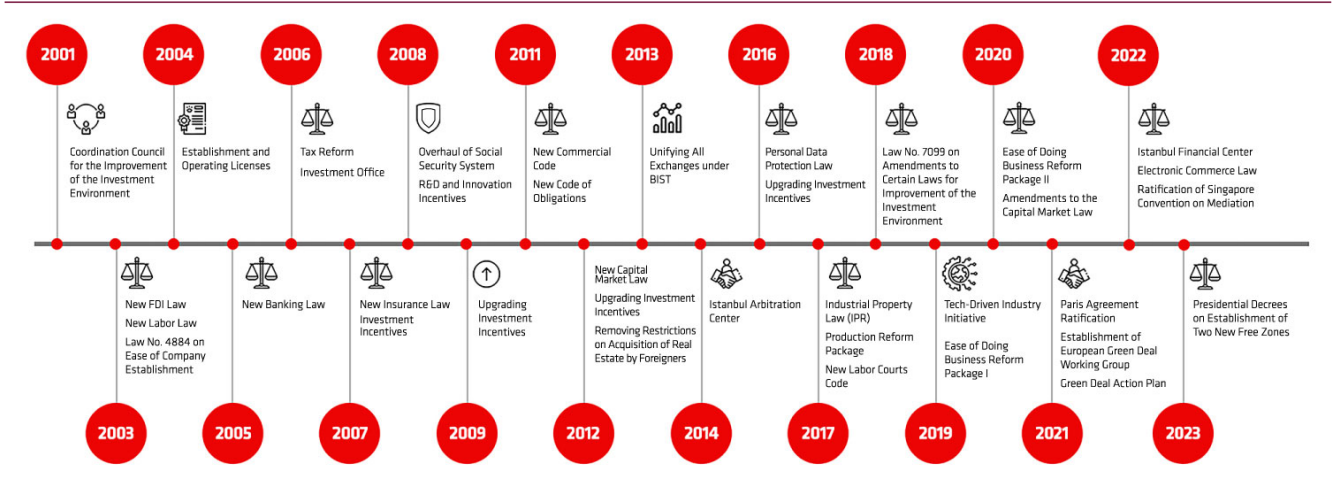 2001
2004
2006
2008
2011
2013
2016
2018
2020
2022
Coordination Council
for the Improvement
of the Investment
Environment
Establishment and
Operating Licenses
Tax Reform
Investment Office
Overhaul of Social
Security System
R&D and Innovation
Incentives
New Commercial
Code
New Code of
Obligations
Unifying All
Exchanges under
BIST
Personal Data
Protection Law
Upgrading Investment
Incentives
Law No. 7099 on
Amendments to
Certain Laws for
Improvement of the
Investment
Environment
Ease of Doing
Business Reform
Package II
Amendments to the
Capital Market Law
Istanbul Financial Center
Electronic Commerce Law
Ratification of Singapore
Convention on Mediation
New FDI Law
New Labor Law
Law No. 4884 on
Ease of Company
Establishment
New Banking Law
New Insurance Law
Investment
Incentives
Upgrading
Investment
Incentives
New Capital
Market Law
Upgrading Investment
Incentives
Removing Restrictions
on Acquisition of Real
Estate by Foreigners
Istanbul Arbitration
Center
Industrial Property
Law (IPR)
Production Reform
Package
New Labor Courts
Code
Tech-Driven Industry
Initiative
Ease of Doing
Business Reform
Package I
Paris Agreement
Ratification
Establishment of
European Green Deal
Working Group
Green Deal Action Plan
Presidential Decrees
on Establishment of
Two New Free Zones
2003
2005
2007
2009
2012
2014
2017
2019
2021
2023